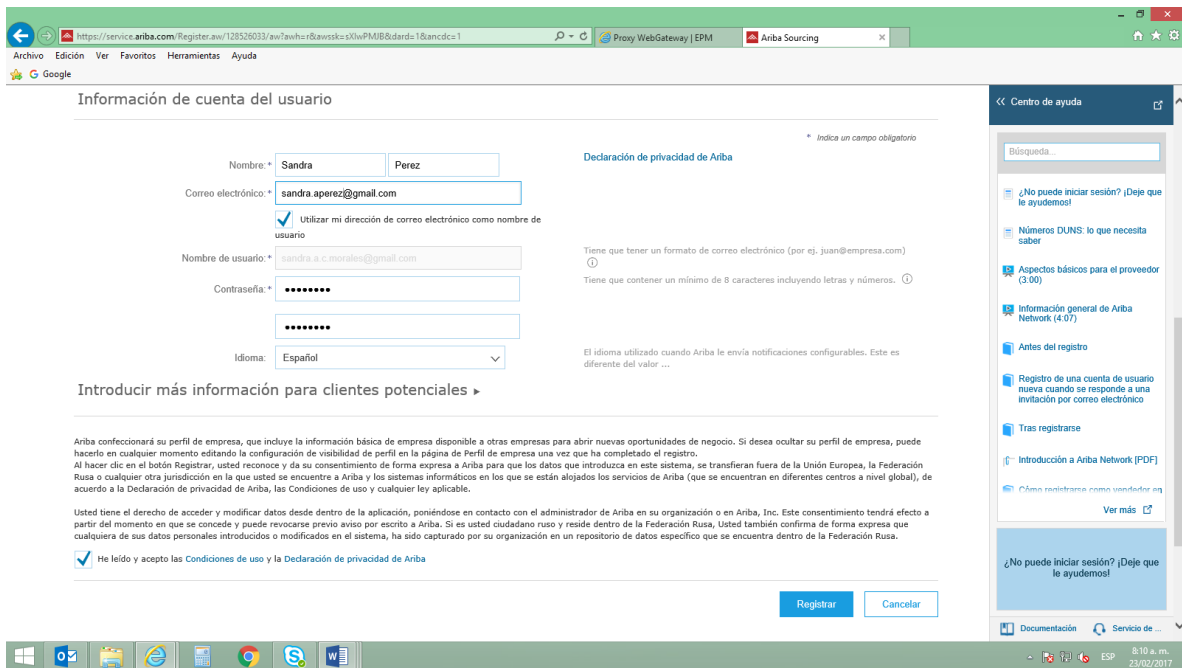 https://service.ariba.com/Register.aw/128526033/aw?awh=r&awssk=sXlwPMJB&dard=1&ancdc=1
Proxy WebGateway | EPM
Ariba Sourcing
Archivo Edición Ver Favoritos Herramientas Ayuda
Google
Información de cuenta del usuario
* Indica un campo obligatorio
Nombre: * Sandra Perez
Declaración de privacidad de Ariba
Correo electrónico: * sandra.aperez@gmail.com
Utilizar mi dirección de correo electrónico como nombre de
usuario
Nombre de usuario: * sandra.a.c.morales@gmail.com
Tiene que tener un formato de correo electrónico (por ej. juan@empresa.com)
Contraseña: * ••••••••
Tiene que contener un mínimo de 8 caracteres incluyendo letras y números.
••••••••
Idioma: Español
El idioma utilizado cuando Ariba le envía notificaciones configurables. Este es
diferente del valor ...
Introducir más información para clientes potenciales ▸
Ariba confeccionará su perfil de empresa, que incluye la información básica de empresa disponible a otras empresas para abrir nuevas oportunidades de negocio. Si desea ocultar su perfil de empresa, puede
hacerlo en cualquier momento editando la configuración de visibilidad de perfil en la página de Perfil de empresa una vez que ha completado el registro.
Al hacer clic en el botón Registrar, usted reconoce y da su consentimiento de forma expresa a Ariba para que los datos que introduzca en este sistema, se transfieran fuera de la Unión Europea, la Federación
Rusa o cualquier otra jurisdicción en la que usted se encuentre a Ariba y los sistemas informáticos en los que se están alojados los servicios de Ariba (que se encuentran en diferentes centros a nivel global), de
acuerdo a la Declaración de privacidad de Ariba, las Condiciones de uso y cualquier ley aplicable.
Usted tiene el derecho de acceder y modificar datos desde dentro de la aplicación, poniéndose en contacto con el administrador de Ariba en su organización o en Ariba, Inc. Este consentimiento tendrá efecto a
partir del momento en que se concede y puede revocarse previo aviso por escrito a Ariba. Si es usted ciudadano ruso y reside dentro de la Federación Rusa, Usted también confirma de forma expresa que
cualquiera de sus datos personales introducidos o modificados en el sistema, ha sido capturado por su organización en un repositorio de datos específico que se encuentra dentro de la Federación Rusa.
He leído y acepto las Condiciones de uso y la Declaración de privacidad de Ariba
Registrar Cancelar
Centro de ayuda
Búsqueda...
¿No puede iniciar sesión? ¡Deje que
le ayudemos!
Números DUNS: lo que necesita
saber
Aspectos básicos para el proveedor
(3:00)
Información general de Ariba
Network (4:07)
Antes del registro
Registro de una cuenta de usuario
nueva cuando se responde a una
invitación por correo electrónico
Tras registrarse
Introducción a Ariba Network [PDF]
Cómo registrarse como vendedor en
Ver más
¿No puede iniciar sesión? ¡Deje que
le ayudemos!
Documentación Servicio de ...
ESP
8:10 a. m.
23/02/2017